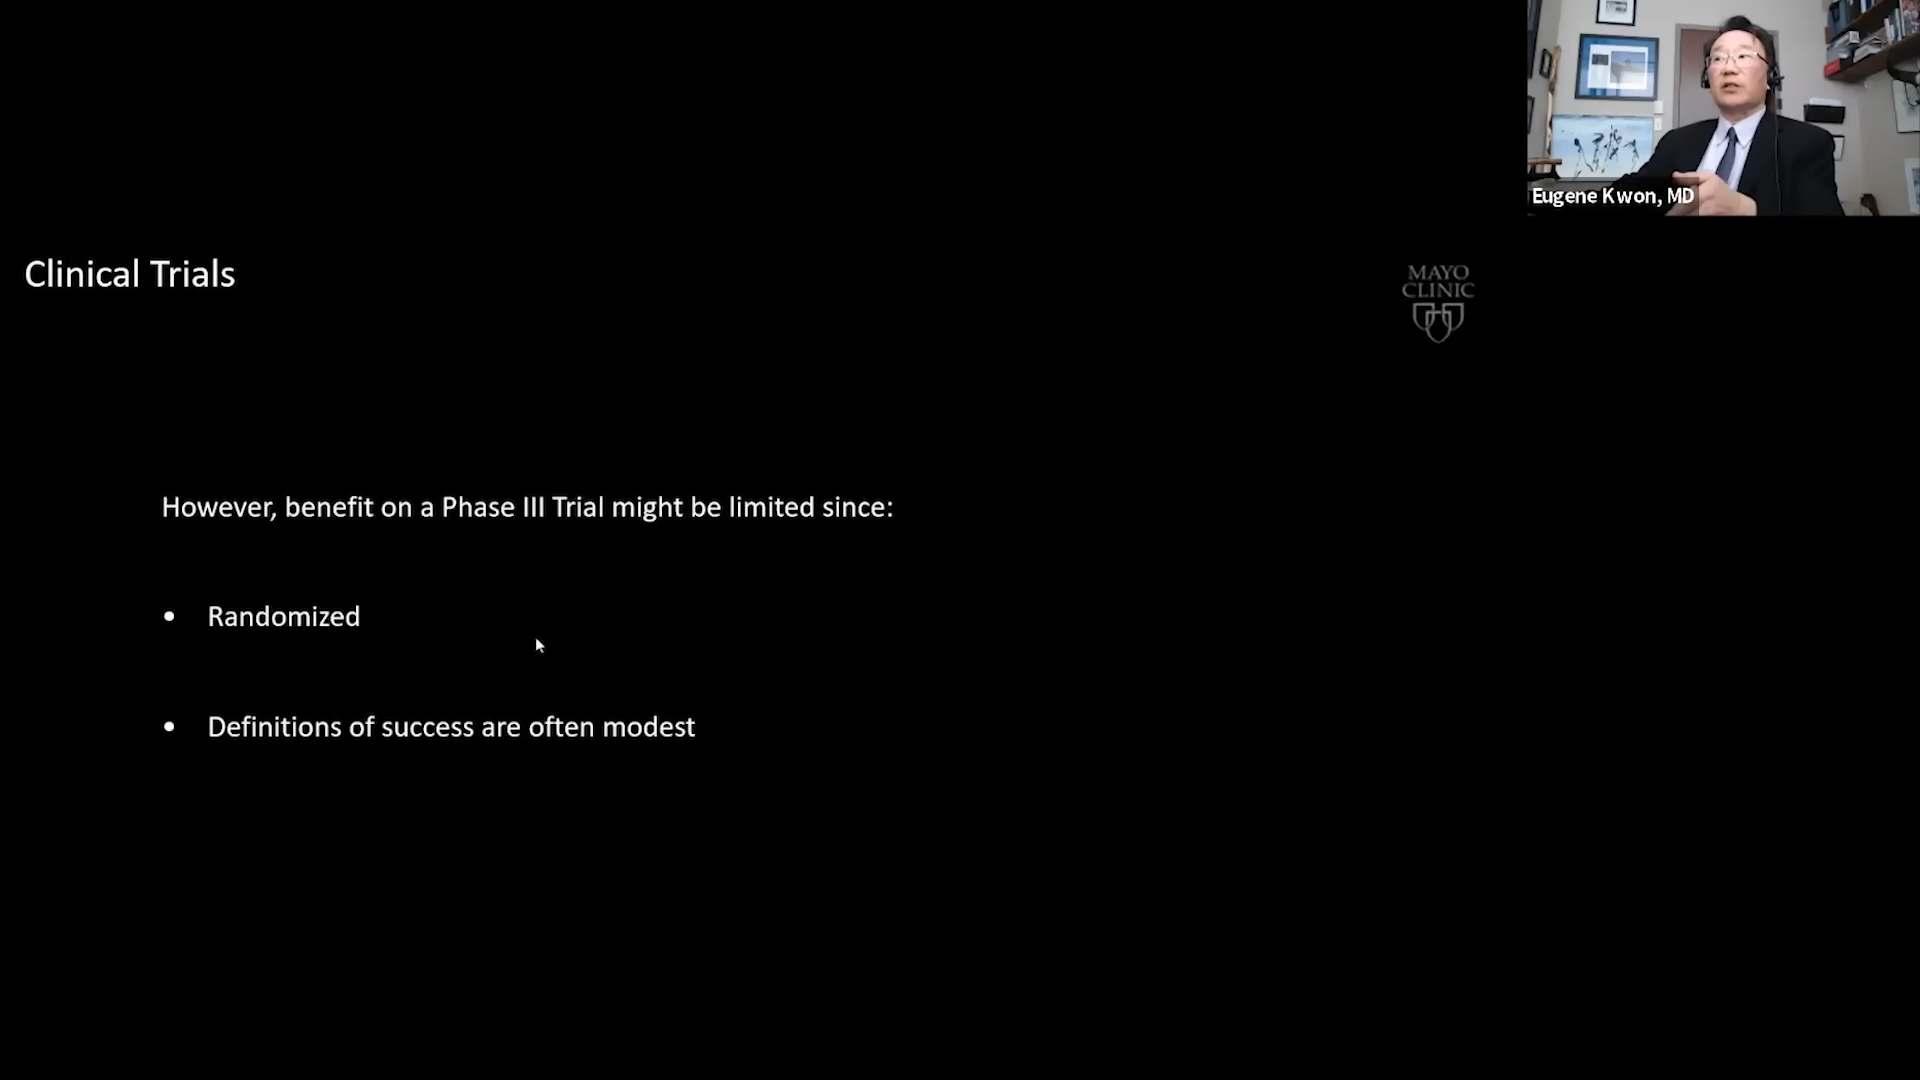 Eugene Kwon, MD
Clinical Trials
MAYO
CLINIC
However, benefit on a Phase III Trial might be limited since:
• Randomized
• Definitions of success are often modest